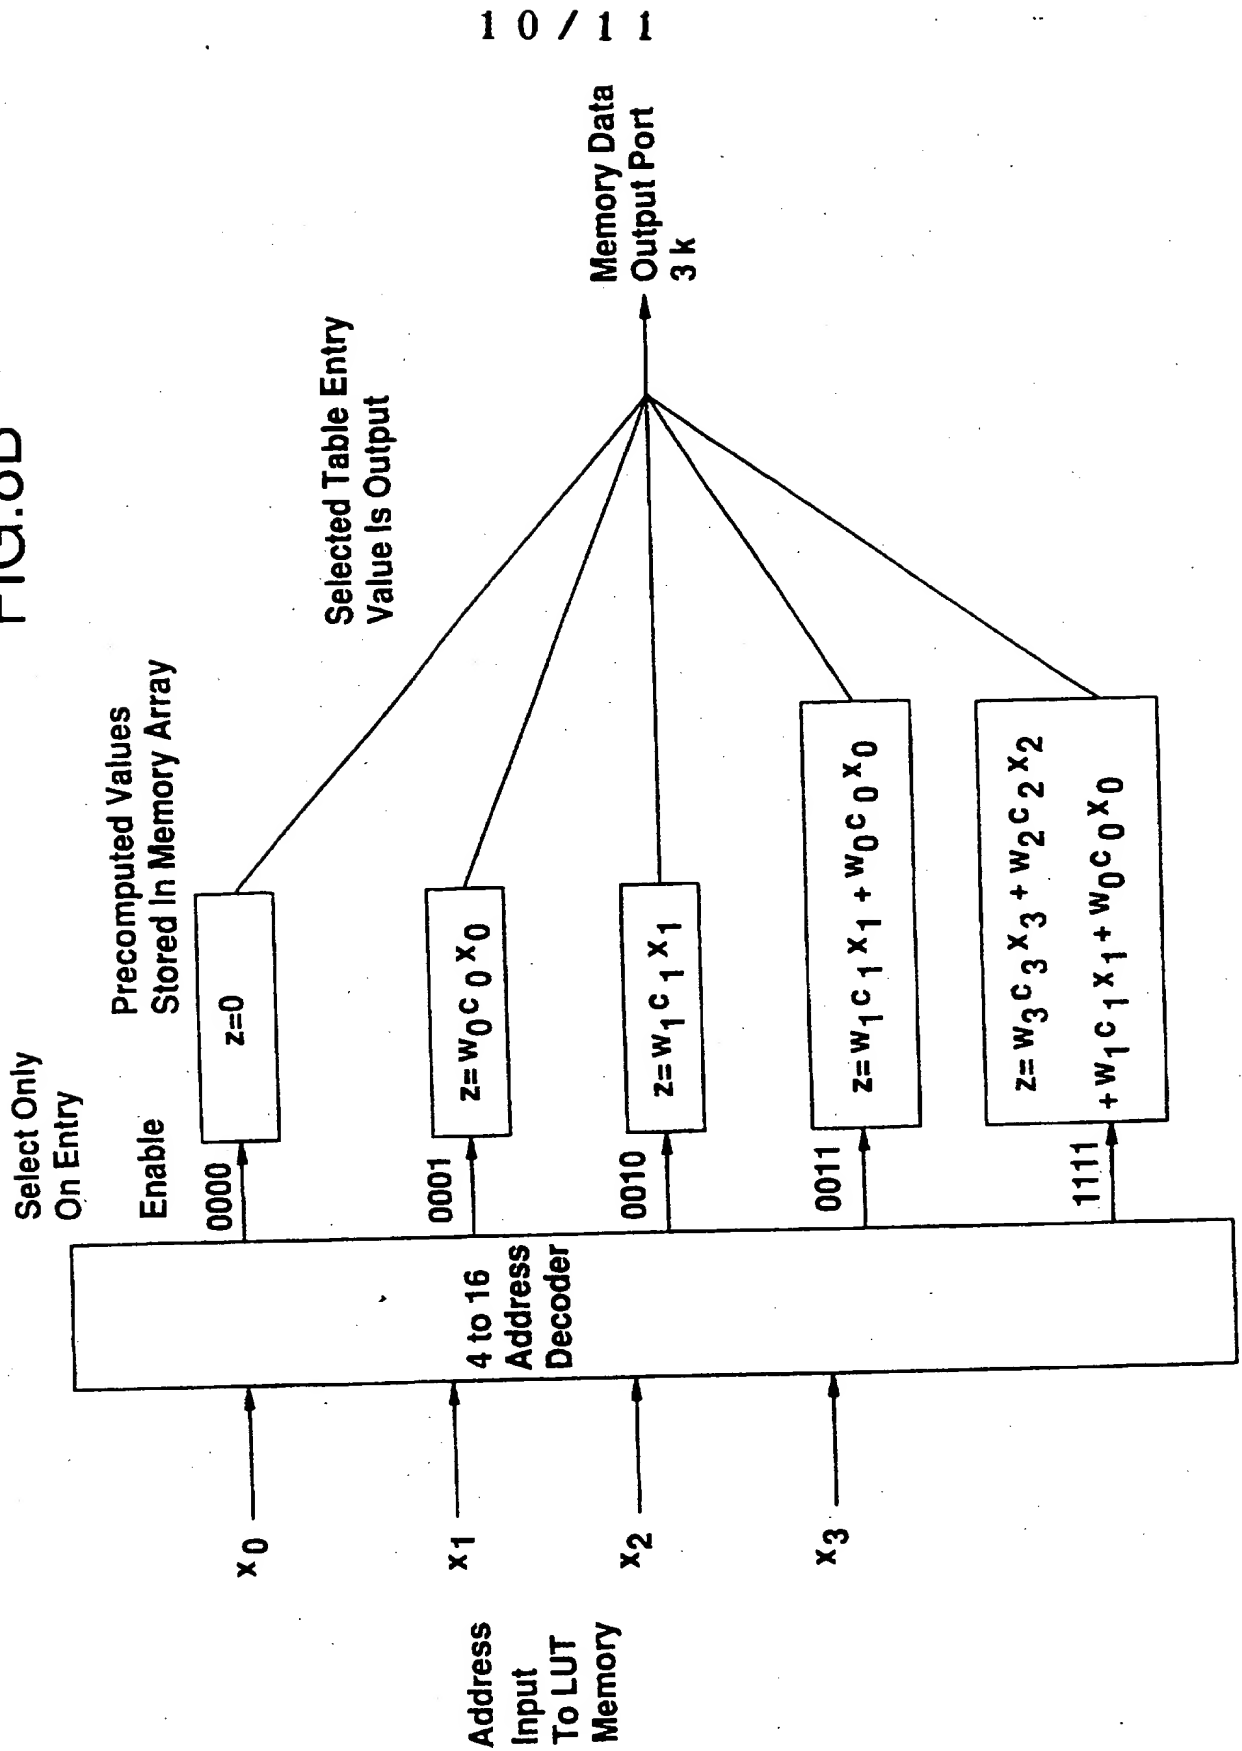 10/11
FIG.8B
Select Only
On Entry
Enable
Precomputed Values
Stored In Memory Array
Selected Table Entry
Value Is Output
Memory Data
Output Port
3 k
Address
Input
To LUT
Memory
x0
x1
x2
x3
4 to 16
Address
Decoder
0000
z=0
0001
z=w0c0x0
0010
z=w1c1x1
0011
z=w1c1x1+w0c0x0
1111
z=w3c3x3+w2c2x2
+w1c1x1+w0c0x0